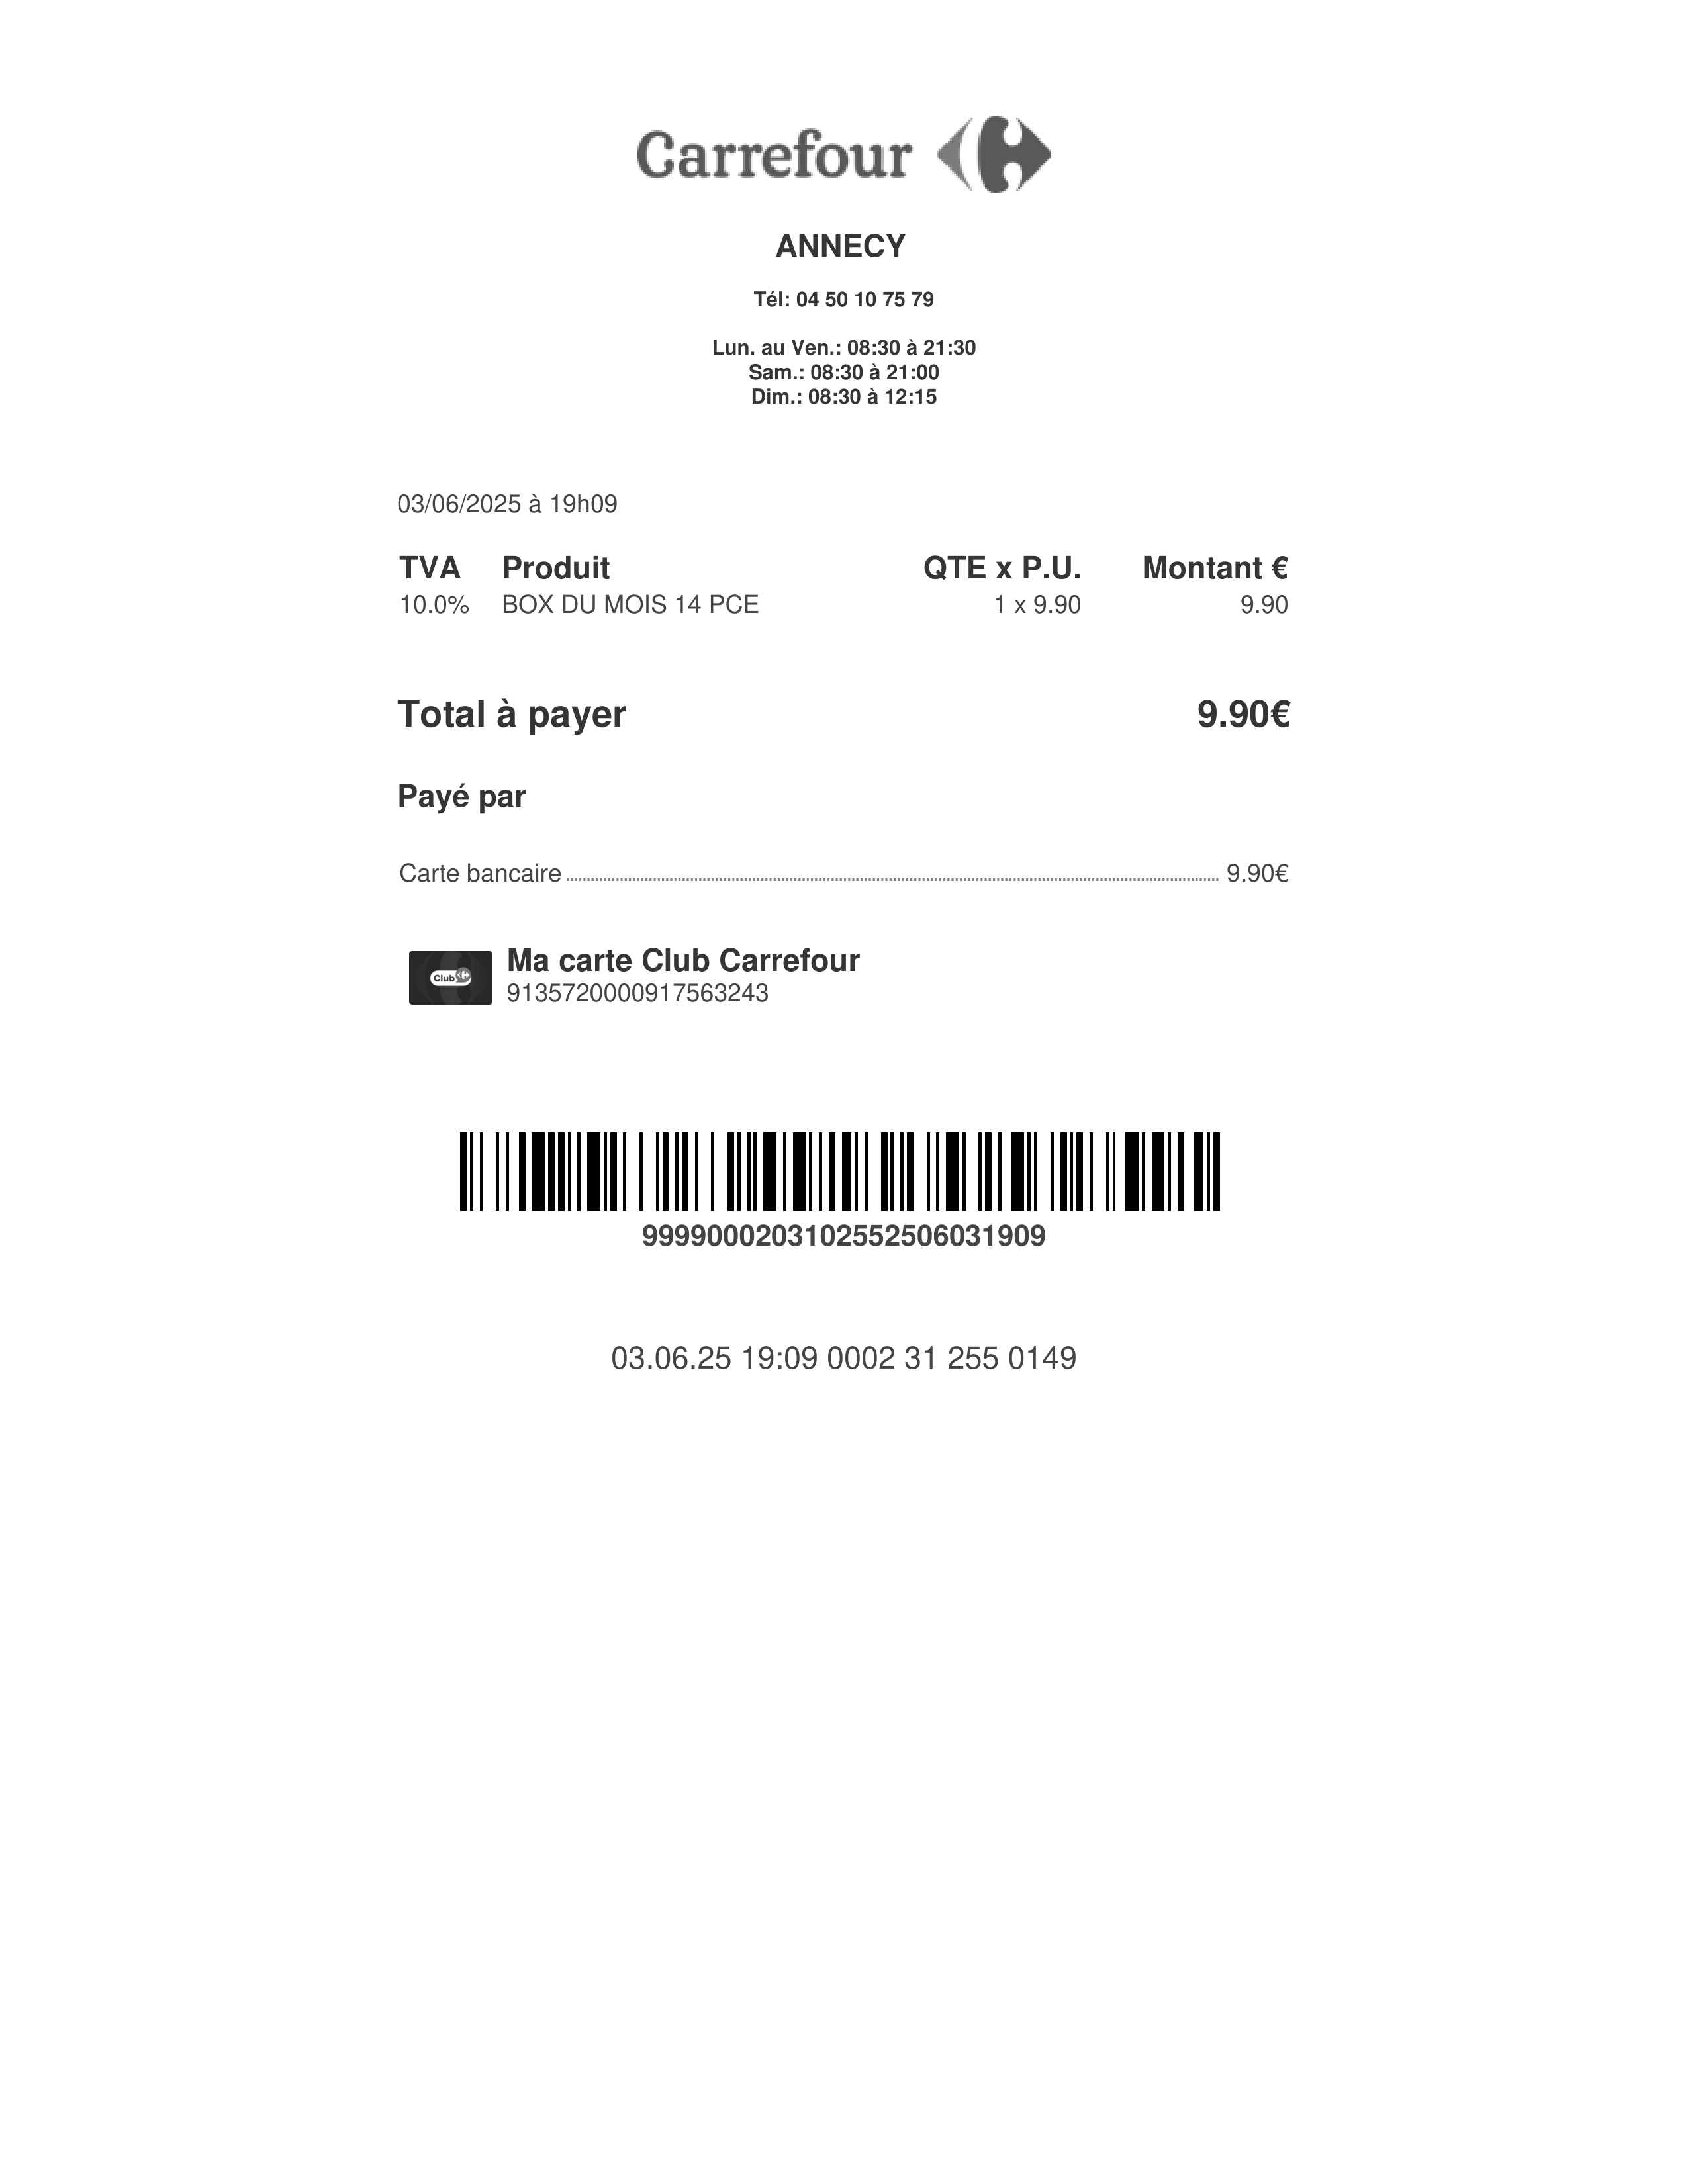 Carrefour
ANNECY
Tél: 04 50 10 75 79
Lun. au Ven.: 08:30 à 21:30
Sam.: 08:30 à 21:00
Dim.: 08:30 à 12:15
03/06/2025 à 19h09
TVA Produit QTE x P.U. Montant €
10.0% BOX DU MOIS 14 PCE 1 x 9.90 9.90
Total à payer 9.90€
Payé par
Carte bancaire 9.90€
Club
Ma carte Club Carrefour
9135720000917563243
9999000203102552506031909
03.06.25 19:09 0002 31 255 0149